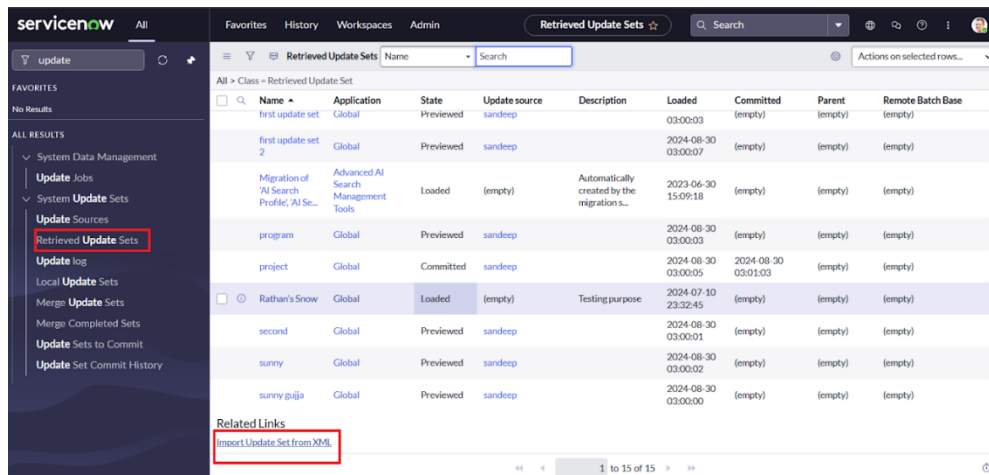 servicenow
All
Favorites History Workspaces Admin
Retrieved Update Sets
Search
update
FAVORITES
No Results
ALL RESULTS
System Data Management
Update Jobs
System Update Sets
Update Sources
Retrieved Update Sets
Update log
Local Update Sets
Merge Update Sets
Merge Completed Sets
Update Sets to Commit
Update Set Commit History
Retrieved Update Sets Name Search Actions on selected rows...
All > Class = Retrieved Update Set
Name Application State Update source Description Loaded Committed Parent Remote Batch Base
first update set Global Previewed sandeep 03:00:03 (empty) (empty) (empty)
first update set 2 Global Previewed sandeep 2024-08-30 03:00:07 (empty) (empty) (empty)
Migration of 'AI Search Profile', 'AI Se... Advanced AI Search Management Tools Loaded (empty) Automatically created by the migration s... 2023-06-30 15:09:18 (empty) (empty) (empty)
program Global Previewed sandeep 2024-08-30 03:00:03 (empty) (empty) (empty)
project Global Committed sandeep 2024-08-30 03:00:05 2024-08-30 03:01:03 (empty) (empty)
Rathan's Snow Global Loaded (empty) Testing purpose 2024-07-10 23:32:45 (empty) (empty) (empty)
second Global Previewed sandeep 2024-08-30 03:00:01 (empty) (empty) (empty)
sunny Global Previewed sandeep 2024-08-30 03:00:02 (empty) (empty) (empty)
sunny gujja Global Previewed sandeep 2024-08-30 03:00:00 (empty) (empty) (empty)
Related Links
Import Update Set from XML
1 to 15 of 15